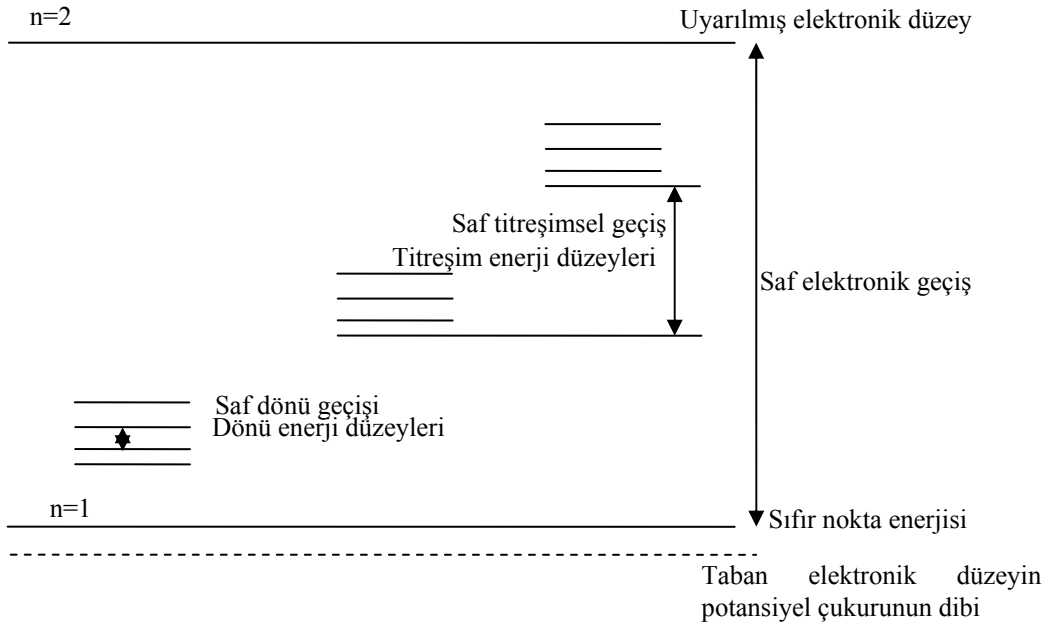 n=2
Uyarılmış elektronik düzey
Saf titreşimsel geçiş
Titreşim enerji düzeyleri
Saf elektronik geçiş
Saf dönü geçişi
Dönü enerji düzeyleri
n=1
Sıfır nokta enerjisi
Taban elektronik düzeyin
potansiyel çukurunun dibi